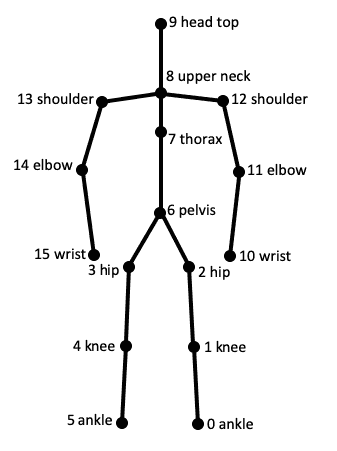 9 head top
8 upper neck
13 shoulder
12 shoulder
7 thorax
14 elbow
11 elbow
6 pelvis
15 wrist
10 wrist
3 hip
2 hip
4 knee
1 knee
5 ankle
0 ankle